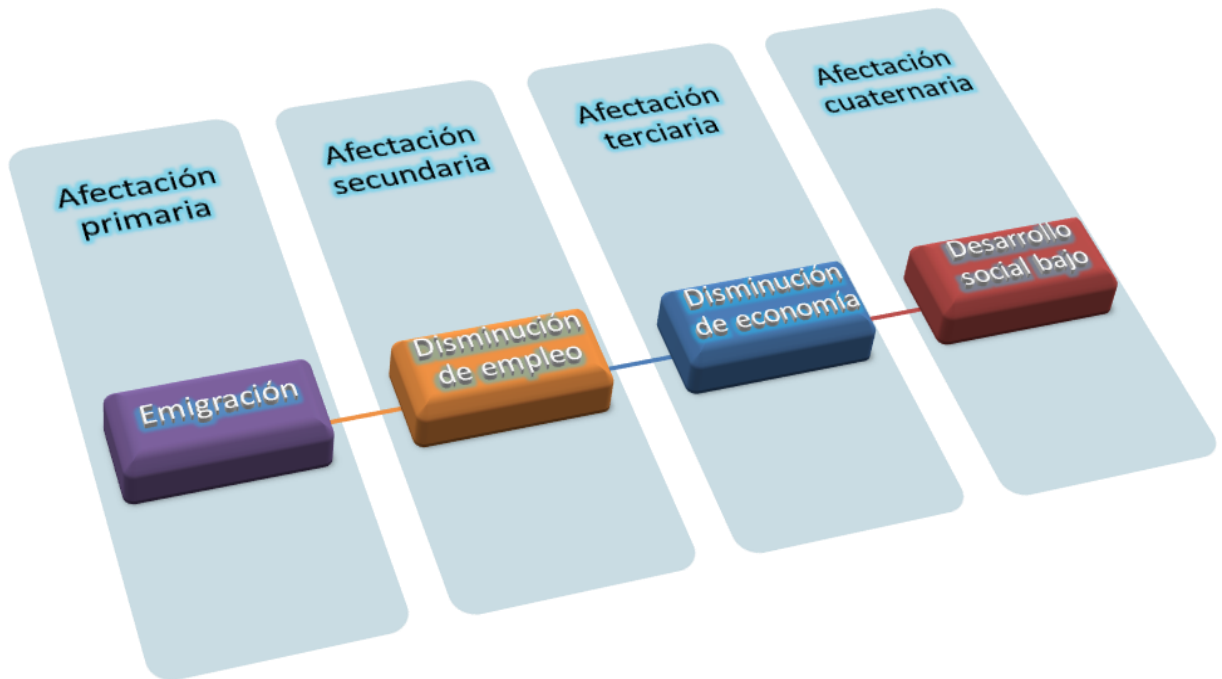 Afectación
primaria
Emigración
Afectación
secundaria
Disminución
de empleo
Afectación
terciaria
Disminución
de economía
Afectación
cuaternaria
Desarrollo
social bajo